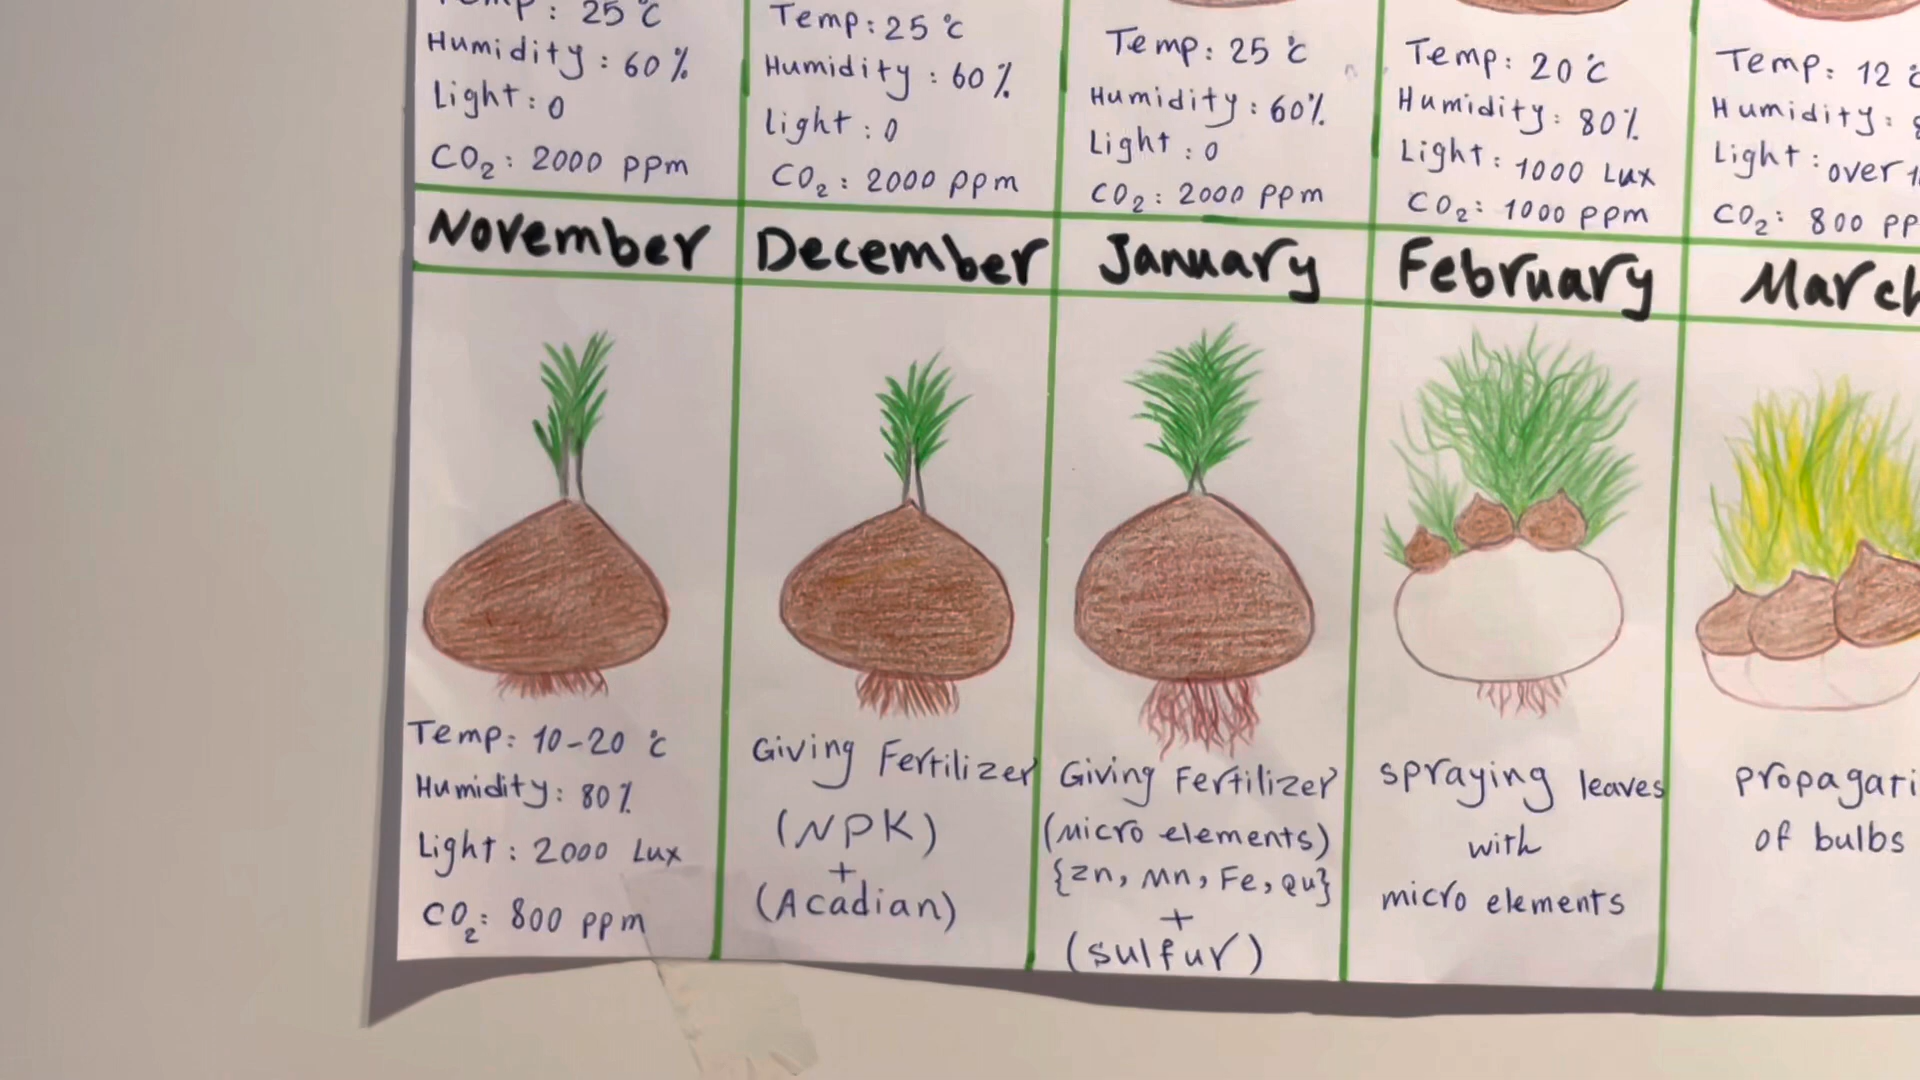 Temp: 25 °c
Humidity: 60%
Light: 0
CO2: 2000 ppm
Temp: 25 °c
Humidity: 60%
Light: 0
CO2: 2000 ppm
Temp: 25 °c
Humidity: 60%
Light: 0
CO2: 2000 ppm
Temp: 20 °c
Humidity: 80%
Light: 1000 Lux
CO2: 1000 ppm
Temp: 12
Humidity:
Light: over
CO2: 800
November
December
January
February
March
Temp: 10-20 °c
Humidity: 80%
Light: 2000 Lux
CO2: 800 ppm
Giving Fertilizer
(NPK)
+
(Acadian)
Giving Fertilizer
(micro elements)
{Zn, Mn, Fe, Qu}
+
(sulfur)
spraying leaves
with
micro elements
of bulbs